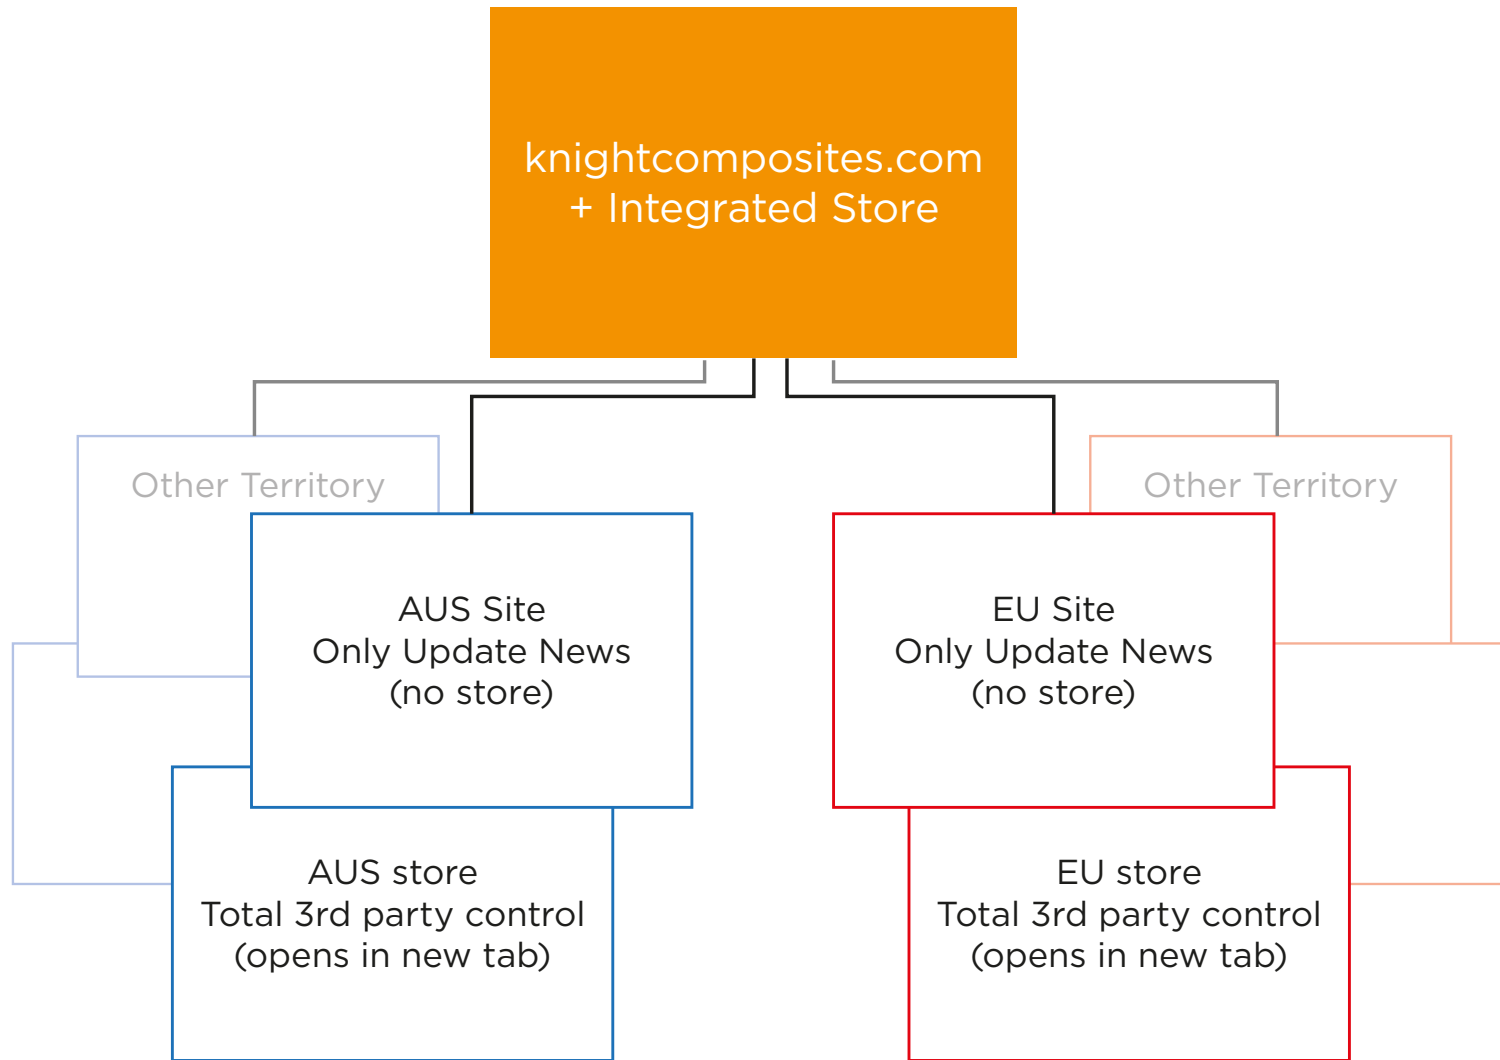 knightcomposites.com
+ Integrated Store
Other Territory
Other Territory
AUS Site
Only Update News
(no store)
EU Site
Only Update News
(no store)
AUS store
Total 3rd party control
(opens in new tab)
EU store
Total 3rd party control
(opens in new tab)